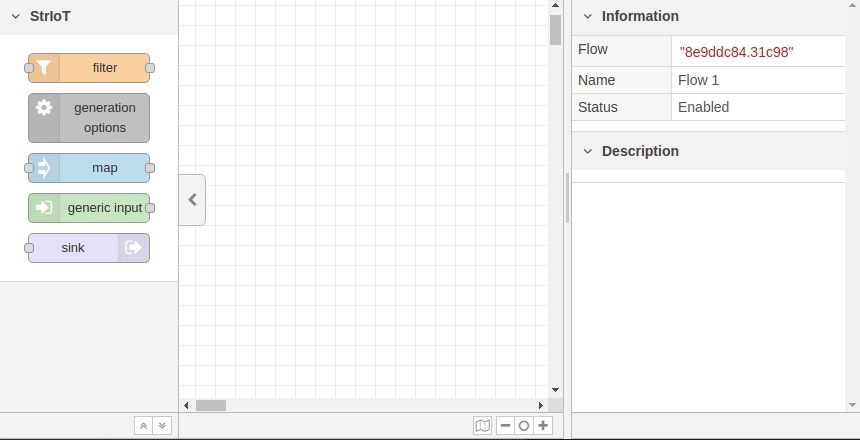 StrIoT
filter
generation
options
map
generic input
sink
Information
Flow "8e9ddc84.31c98"
Name Flow 1
Status Enabled
Description